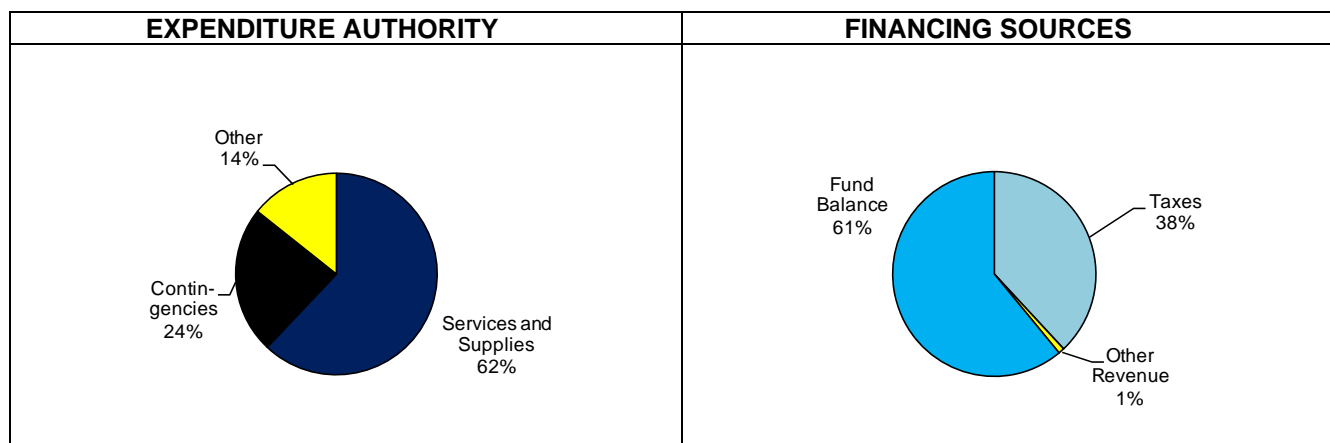 EXPENDITURE AUTHORITY
Other
14%
Contin-
gencies
24%
Services and
Supplies
62%
FINANCING SOURCES
Fund
Balance
61%
Taxes
38%
Other
Revenue
1%